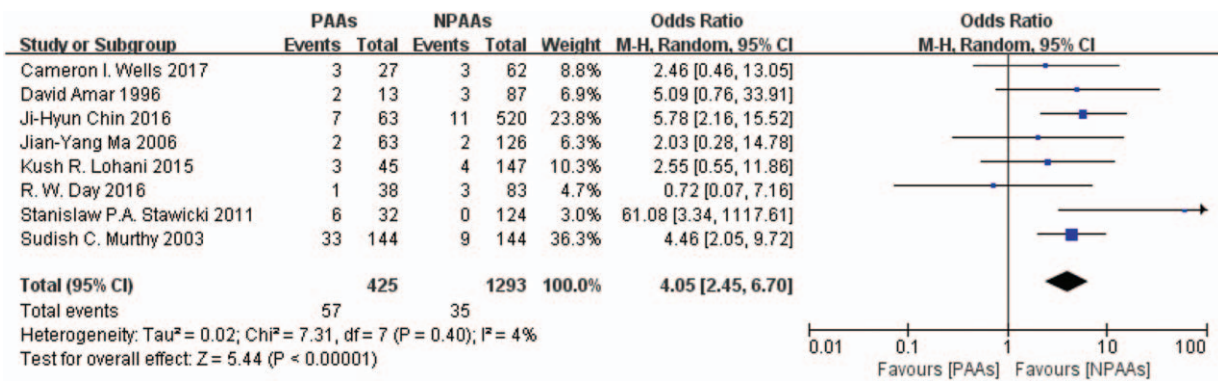 PAAs NPAAs Odds Ratio Odds Ratio
Study or Subgroup Events Total Events Total Weight M-H, Random, 95% CI M-H, Random, 95% CI
Cameron I. Wells 2017 3 27 3 62 8.8% 2.46 [0.46, 13.05]
David Amar 1996 2 13 3 87 6.9% 5.09 [0.76, 33.91]
Ji-Hyun Chin 2016 7 63 11 520 23.8% 5.78 [2.16, 15.52]
Jian-Yang Ma 2006 2 63 2 126 6.3% 2.03 [0.28, 14.78]
Kush R. Lohani 2015 3 45 4 147 10.3% 2.55 [0.55, 11.86]
R. W. Day 2016 1 38 3 83 4.7% 0.72 [0.07, 7.16]
Stanislaw P.A. Stawicki 2011 6 32 0 124 3.0% 61.08 [3.34, 1117.61]
Sudish C. Murthy 2003 33 144 9 144 36.3% 4.46 [2.05, 9.72]
Total (95% CI) 425 1293 100.0% 4.05 [2.45, 6.70]
Total events 57 35
Heterogeneity: Tau² = 0.02; Chi² = 7.31, df = 7 (P = 0.40); I² = 4%
Test for overall effect: Z = 5.44 (P < 0.00001)
0.01 0.1 1 10 100
Favours [PAAs] Favours [NPAAs]